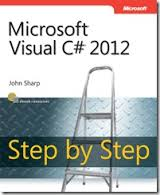 Microsoft
Microsoft
Visual C# 2012
John Sharp
Step by Step